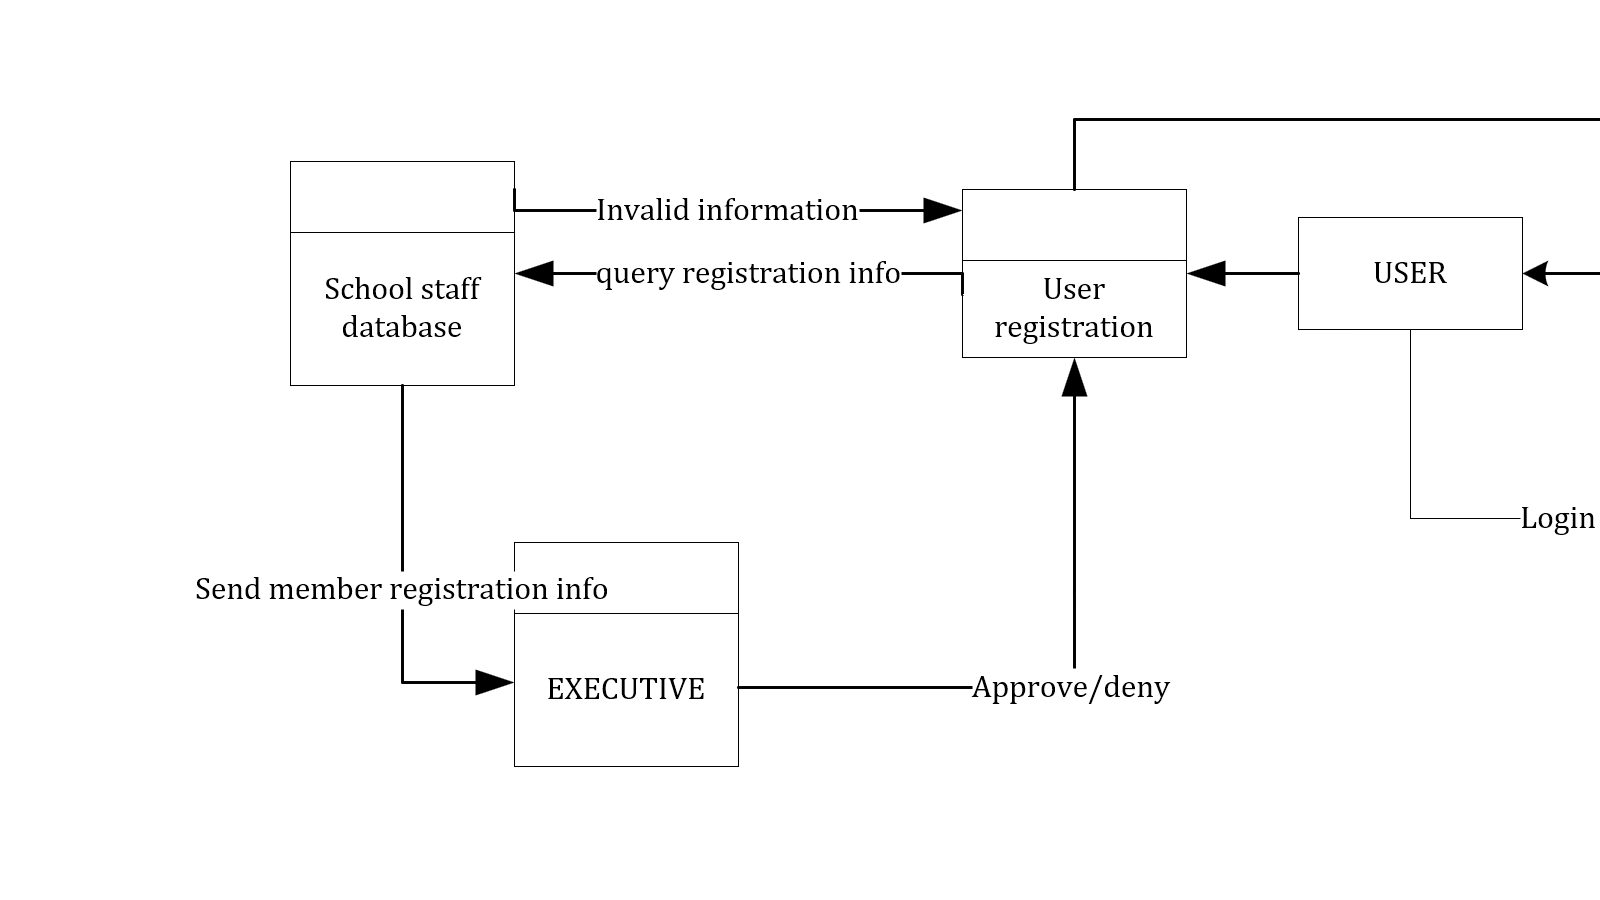 Invalid information
query registration info
School staff
database
User
registration
USER
Login
Send member registration info
EXECUTIVE
Approve/deny